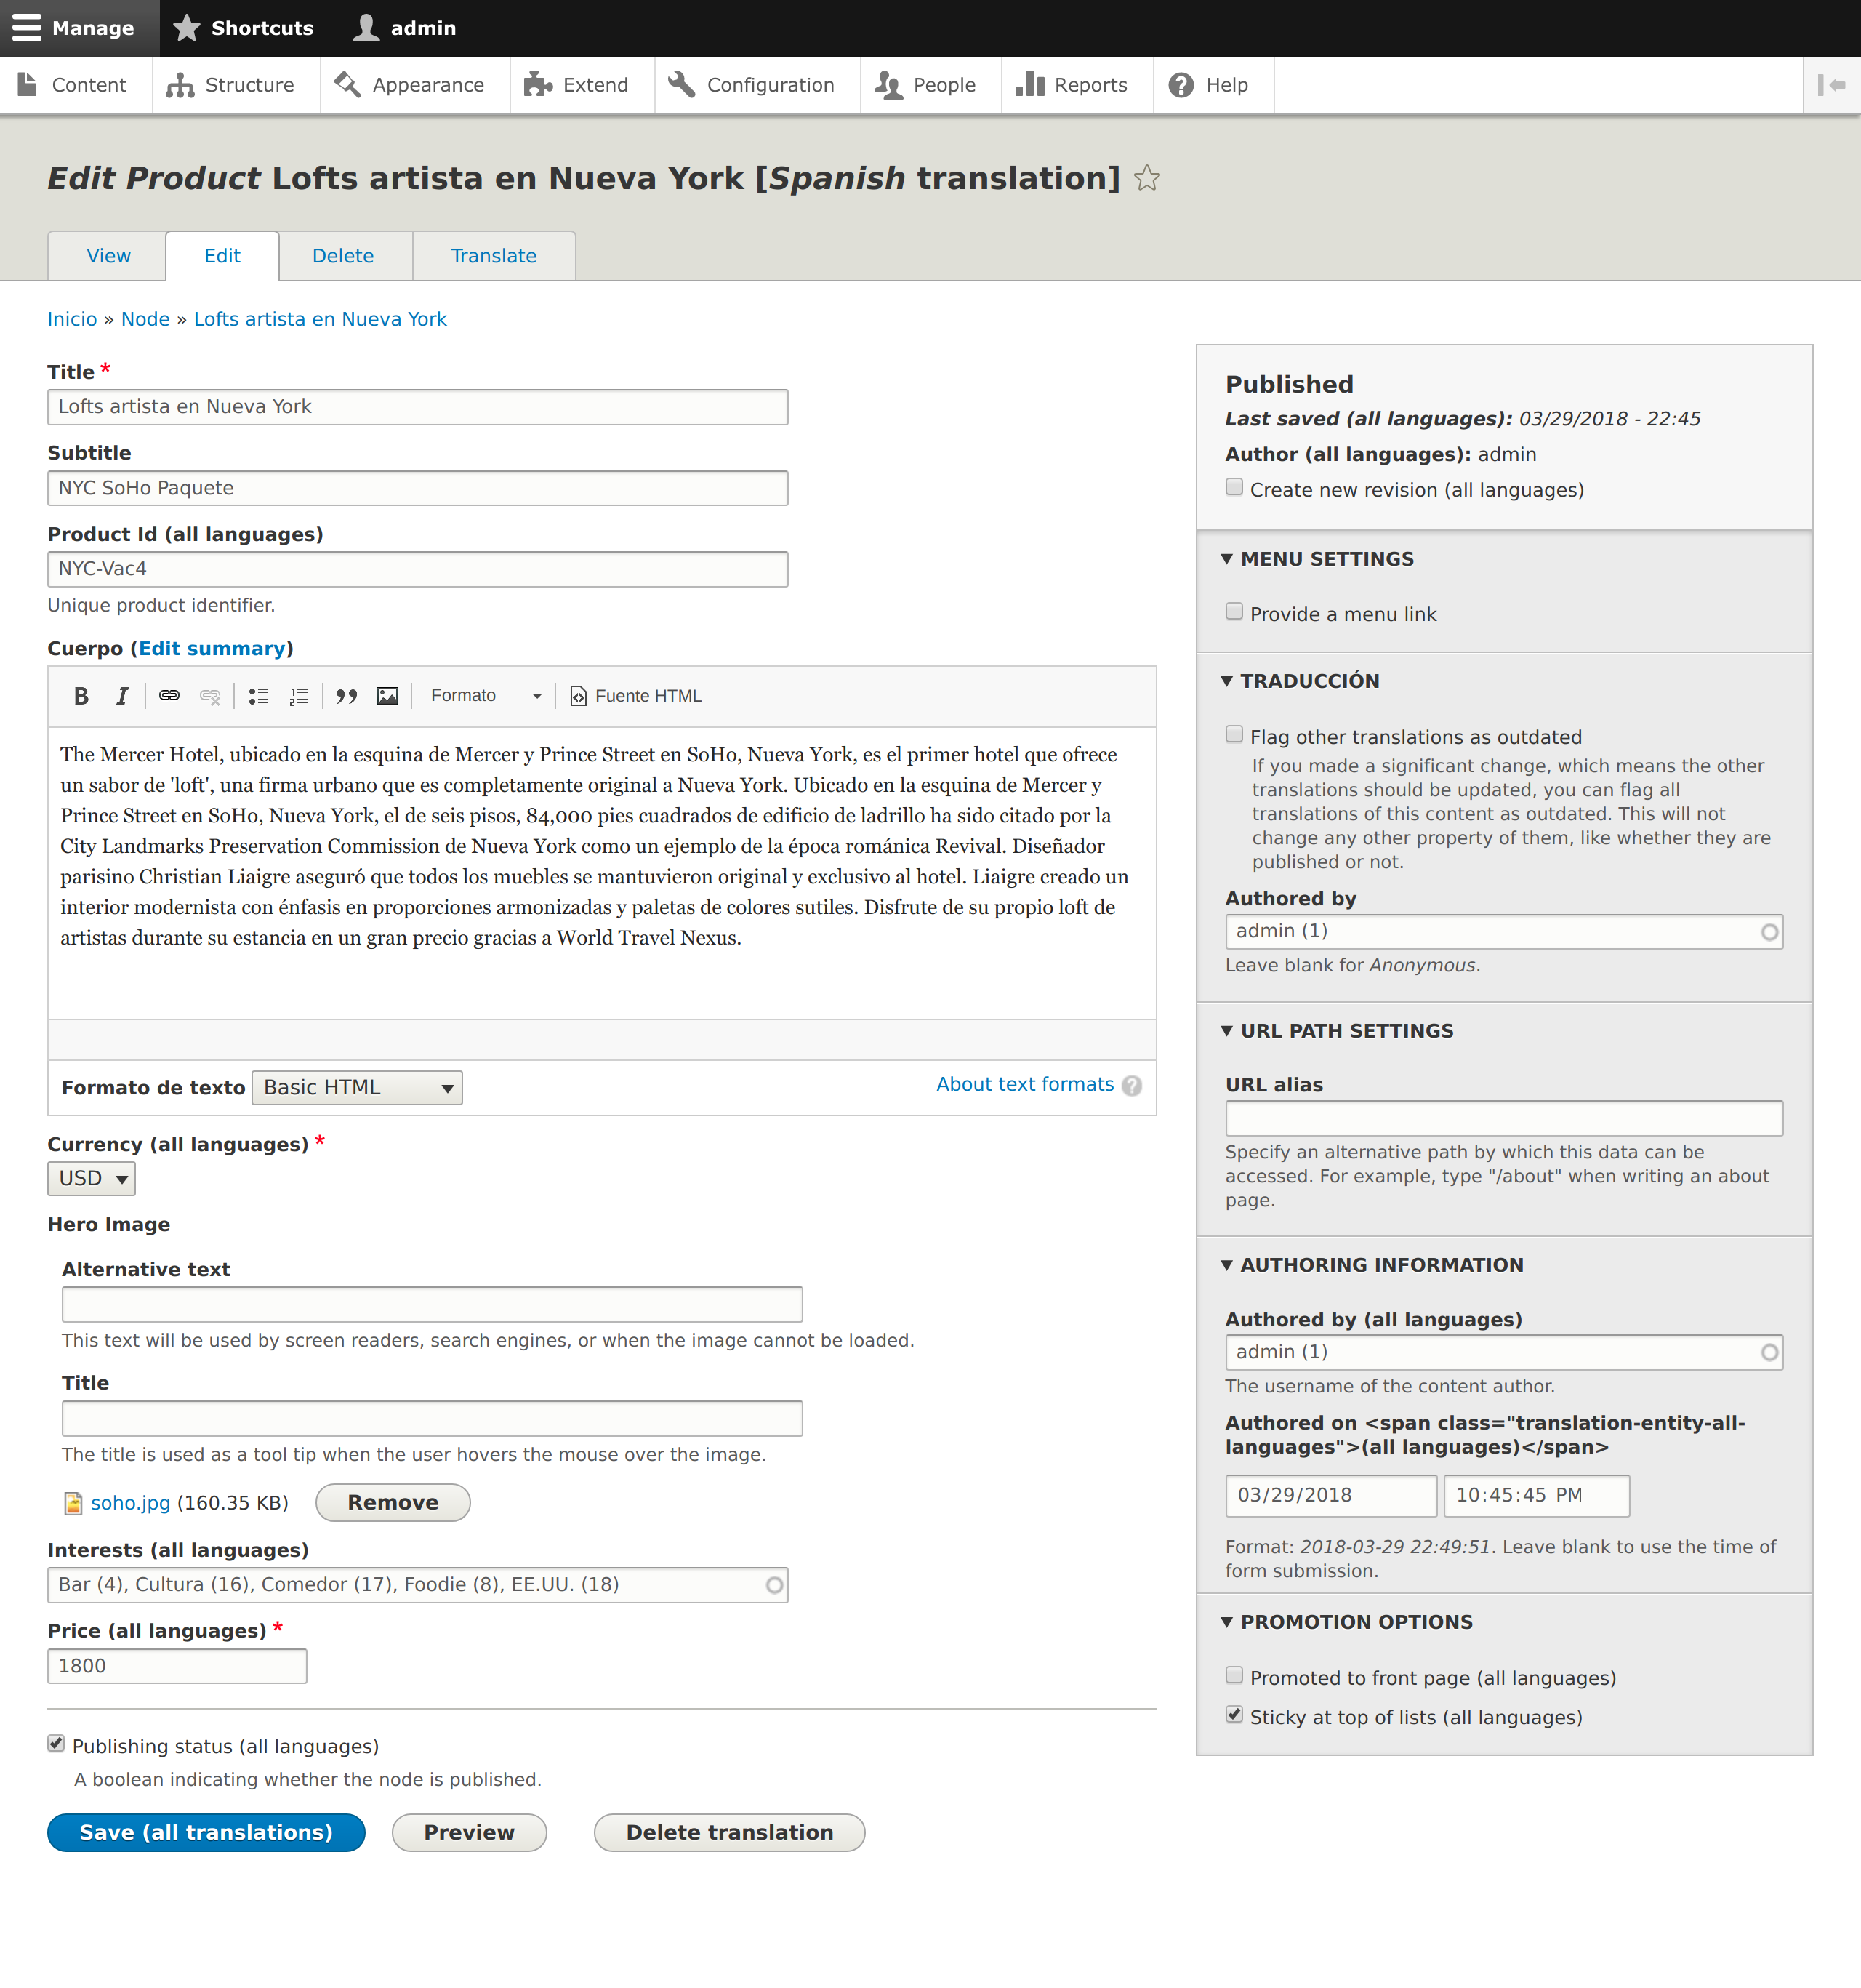 Manage Shortcuts admin
Content Structure Appearance Extend Configuration People Reports Help
Edit Product Lofts artista en Nueva York [Spanish translation]
View Edit Delete Translate
Inicio » Node » Lofts artista en Nueva York
Title *
Lofts artista en Nueva York
Subtitle
NYC SoHo Paquete
Product Id (all languages)
NYC-Vac4
Unique product identifier.
Cuerpo (Edit summary)
B I Formato Fuente HTML
The Mercer Hotel, ubicado en la esquina de Mercer y Prince Street en SoHo, Nueva York, es el primer hotel que ofrece
un sabor de 'loft', una firma urbano que es completamente original a Nueva York. Ubicado en la esquina de Mercer y
Prince Street en SoHo, Nueva York, el de seis pisos, 84,000 pies cuadrados de edificio de ladrillo ha sido citado por la
City Landmarks Preservation Commission de Nueva York como un ejemplo de la época románica Revival. Diseñador
parisino Christian Liaigre aseguró que todos los muebles se mantuvieron original y exclusivo al hotel. Liaigre creado un
interior modernista con énfasis en proporciones armonizadas y paletas de colores sutiles. Disfrute de su propio loft de
artistas durante su estancia en un gran precio gracias a World Travel Nexus.
Formato de texto Basic HTML About text formats ?
Currency (all languages) *
USD
Hero Image
Alternative text
This text will be used by screen readers, search engines, or when the image cannot be loaded.
Title
The title is used as a tool tip when the user hovers the mouse over the image.
soho.jpg (160.35 KB) Remove
Interests (all languages)
Bar (4), Cultura (16), Comedor (17), Foodie (8), EE.UU. (18)
Price (all languages) *
1800
Publishing status (all languages)
A boolean indicating whether the node is published.
Save (all translations) Preview Delete translation
Published
Last saved (all languages): 03/29/2018 - 22:45
Author (all languages): admin
Create new revision (all languages)
MENU SETTINGS
Provide a menu link
TRADUCCIÓN
Flag other translations as outdated
If you made a significant change, which means the other
translations should be updated, you can flag all
translations of this content as outdated. This will not
change any other property of them, like whether they are
published or not.
Authored by
admin (1)
Leave blank for Anonymous.
URL PATH SETTINGS
URL alias
Specify an alternative path by which this data can be
accessed. For example, type "/about" when writing an about
page.
AUTHORING INFORMATION
Authored by (all languages)
admin (1)
The username of the content author.
Authored on <span class="translation-entity-all-
languages">(all languages)</span>
03/29/2018 10:45:45 PM
Format: 2018-03-29 22:49:51. Leave blank to use the time of
form submission.
PROMOTION OPTIONS
Promoted to front page (all languages)
Sticky at top of lists (all languages)